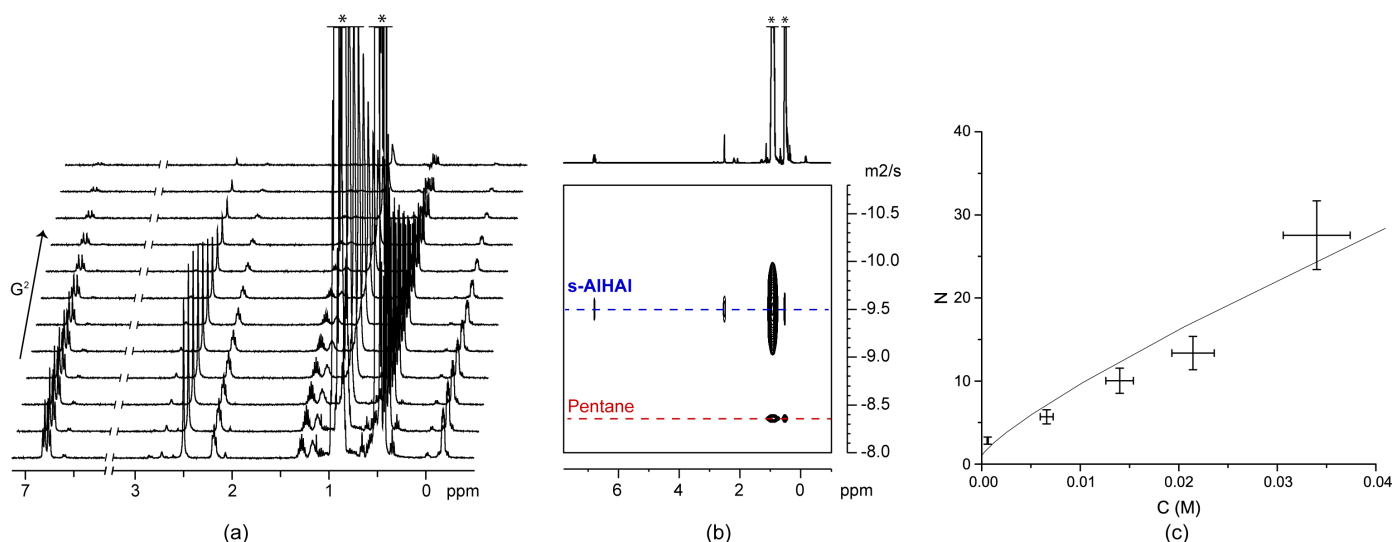 * *
G2
7 3 2 1 0 ppm
(a)
* *
m2/s
-10.5
-10.0
s-AlHAl
-9.5
-9.0
Pentane
-8.5
-8.0
6 4 2 0 ppm
(b)
40
30
N
20
10
0
0.00 0.01 0.02 0.03 0.04
C (M)
(c)